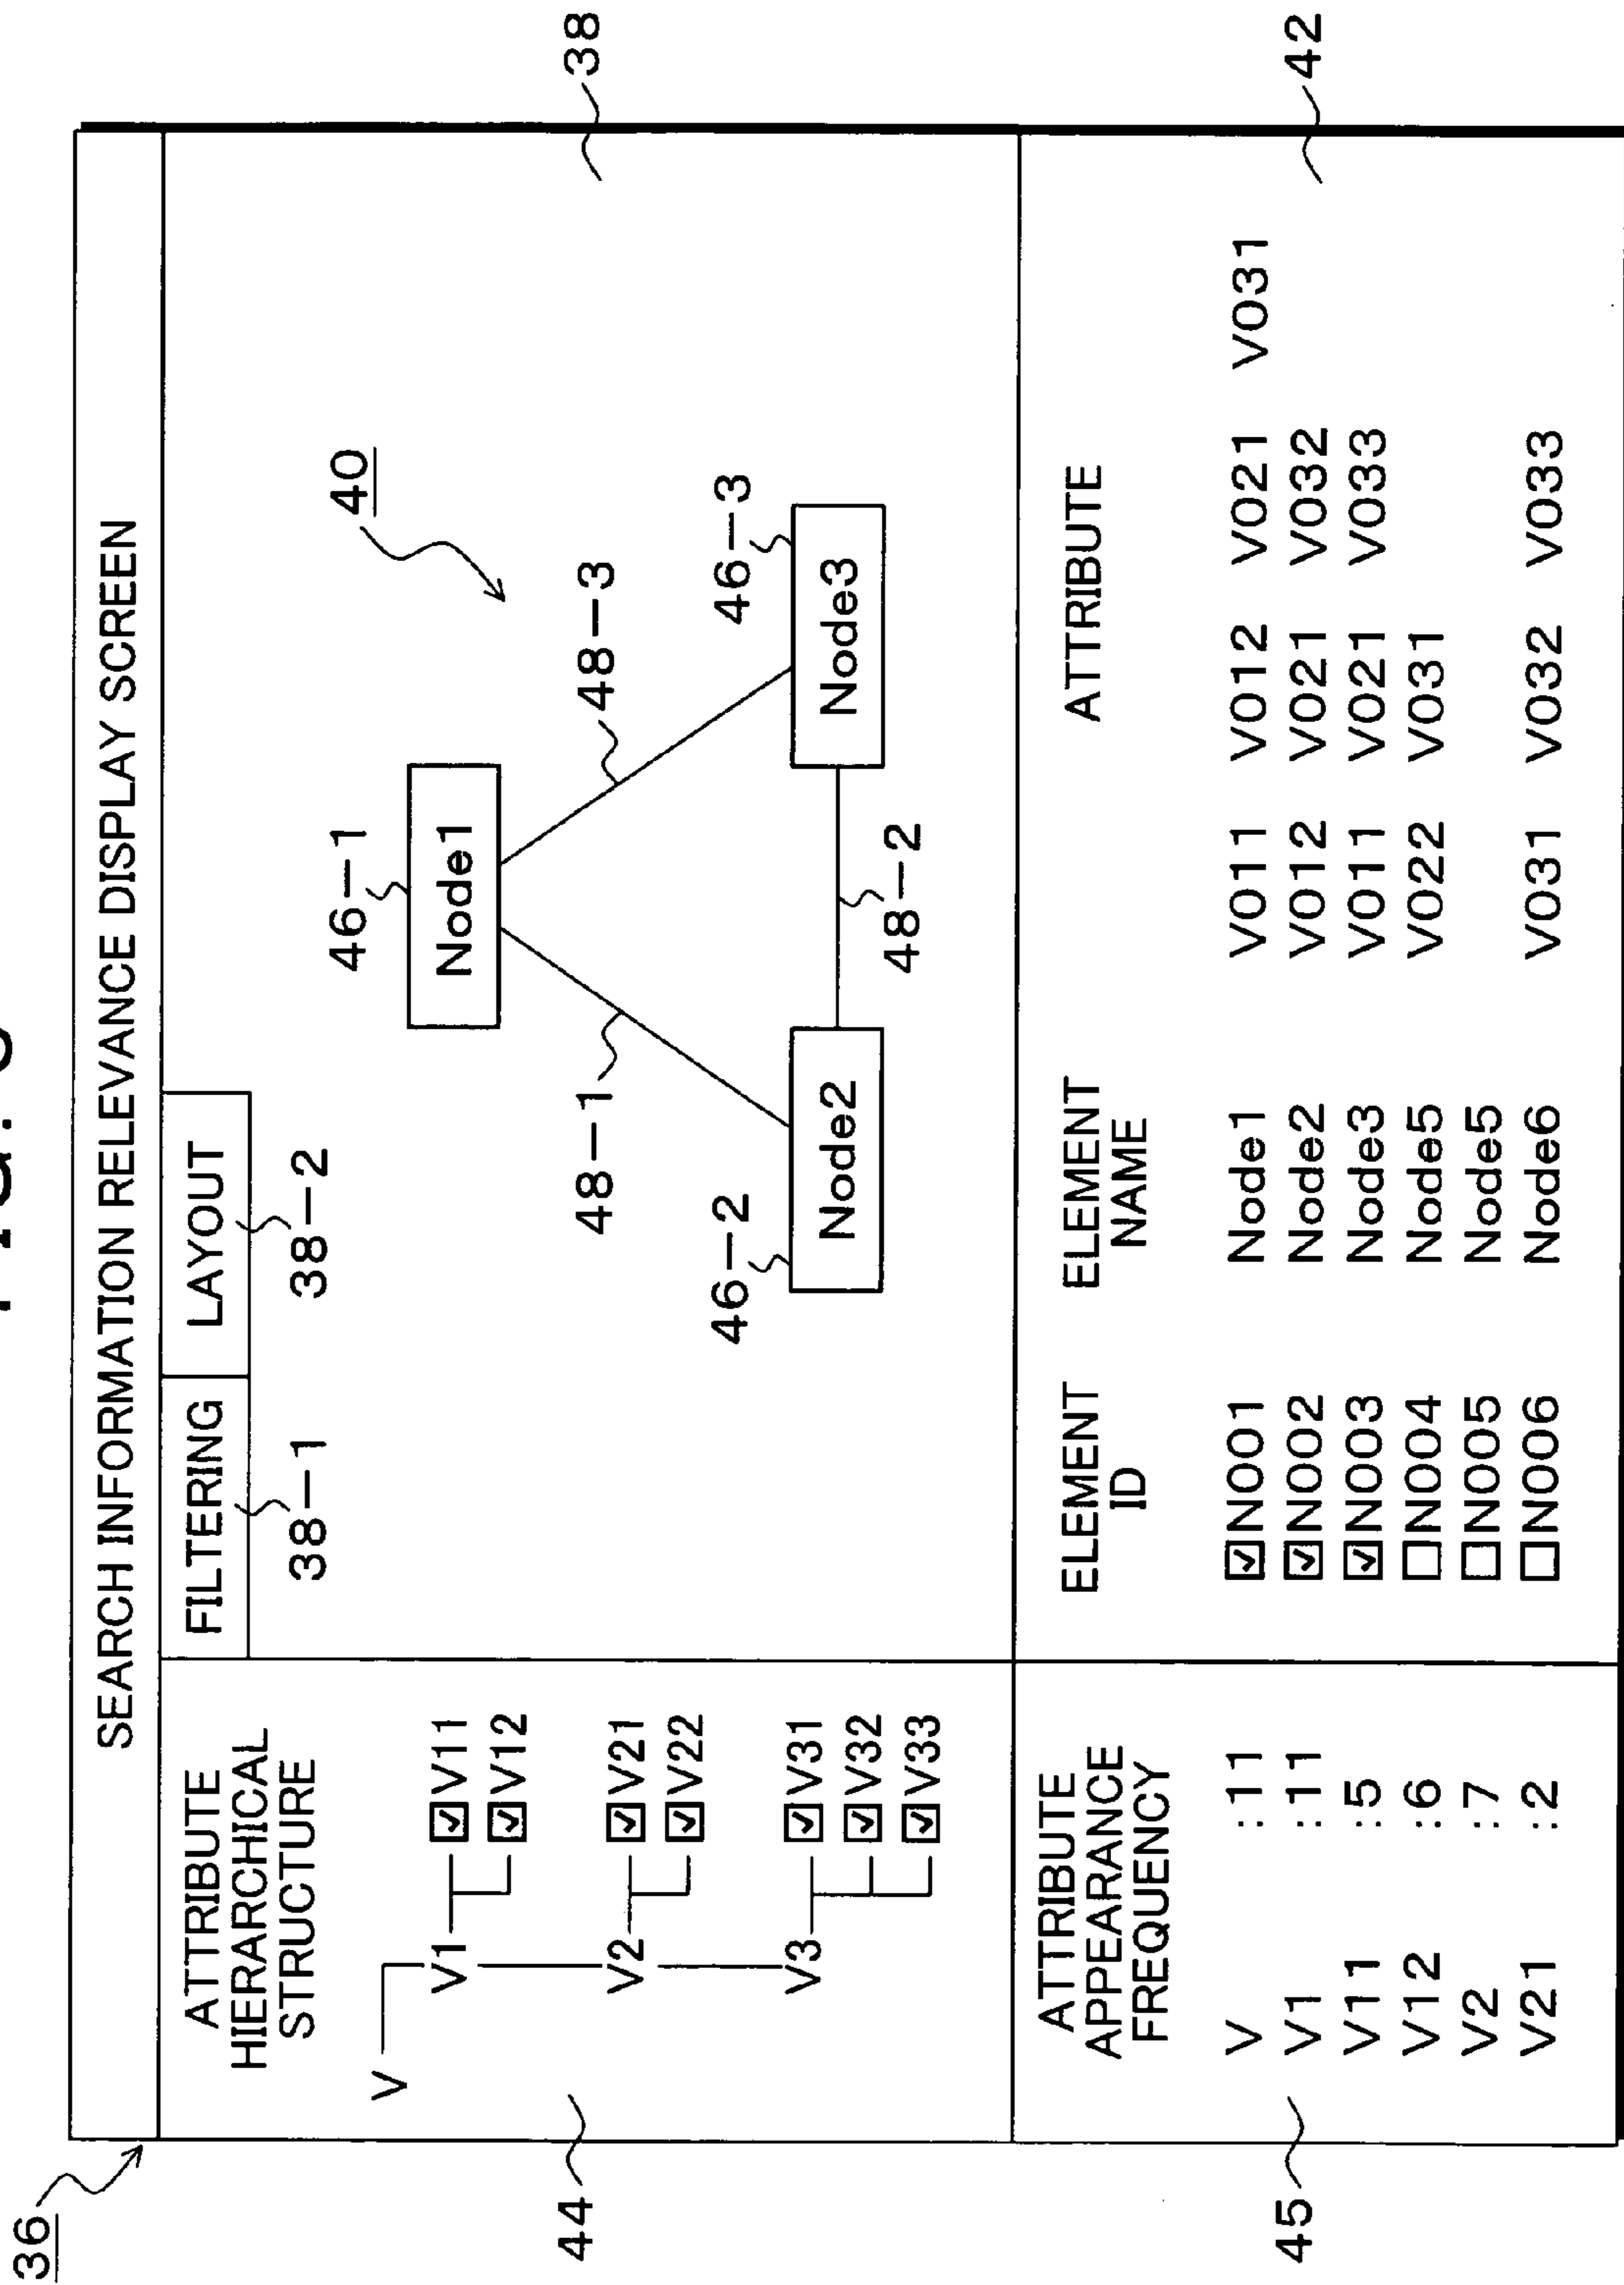 36
SEARCH INFORMATION RELEVANCE DISPLAY SCREEN
ATTRIBUTE
HIERARCHICAL
STRUCTURE
V
V1
V11
V12
V2
V21
V22
V3
V31
V32
V33
44
FILTERING
LAYOUT
38-1
38-2
40
46-1
Node1
48-1
48-3
46-2
Node2
46-3
Node3
48-2
38
ATTRIBUTE
APPEARANCE
FREQUENCY
V :11
V1 :11
V11 :5
V12 :6
V2 :7
V21 :2
45
ELEMENT
ID
ELEMENT
NAME
ATTRIBUTE
N001 Node1 V011 V012 V021 V031
N002 Node2 V012 V021 V032
N003 Node3 V011 V021 V033
N004 Node5 V022 V031
N005 Node5
N006 Node6 V031 V032 V033
42